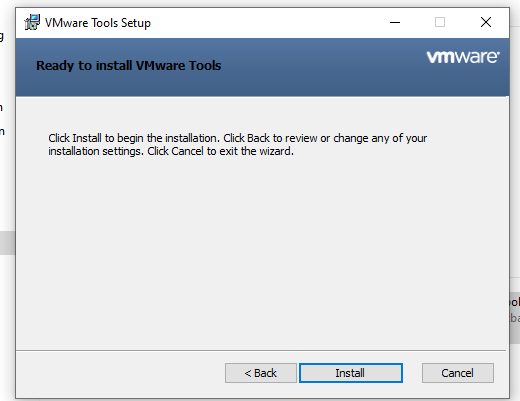 VMware Tools Setup
Ready to install VMware Tools
vmware
Click Install to begin the installation. Click Back to review or change any of your
installation settings. Click Cancel to exit the wizard.
< Back
Install
Cancel